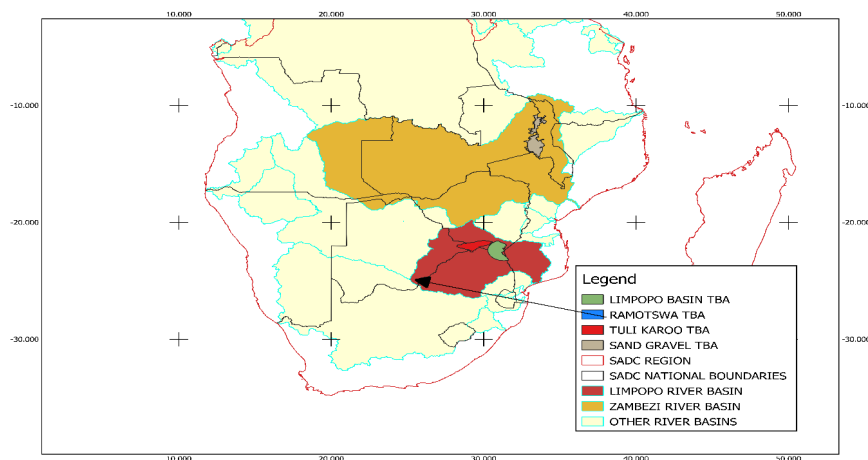 10.000 20.000 30.000 40.000 50.000
-10.000 -10.000
-20.000 -20.000
-30.000 -30.000
Legend
LIMPOPO BASIN TBA
RAMOTSWA TBA
TULI KAROO TBA
SAND GRAVEL TBA
SADC REGION
SADC NATIONAL BOUNDARIES
LIMPOPO RIVER BASIN
ZAMBEZI RIVER BASIN
OTHER RIVER BASINS
10.000 20.000 30.000 40.000 50.000